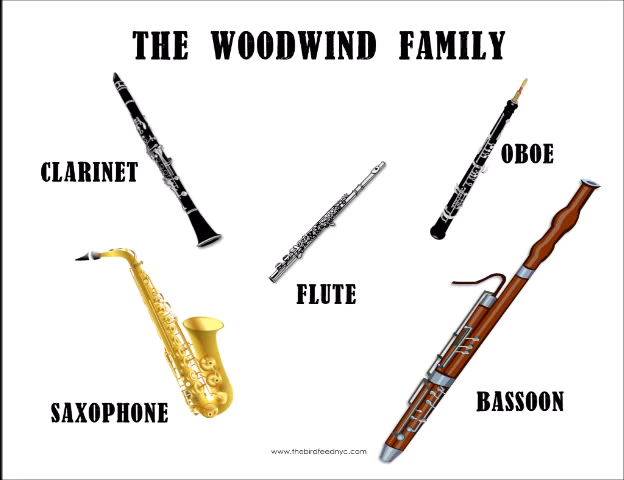 THE WOODWIND FAMILY
CLARINET
OBOE
FLUTE
SAXOPHONE
BASSOON
www.thebirdfeednyc.com